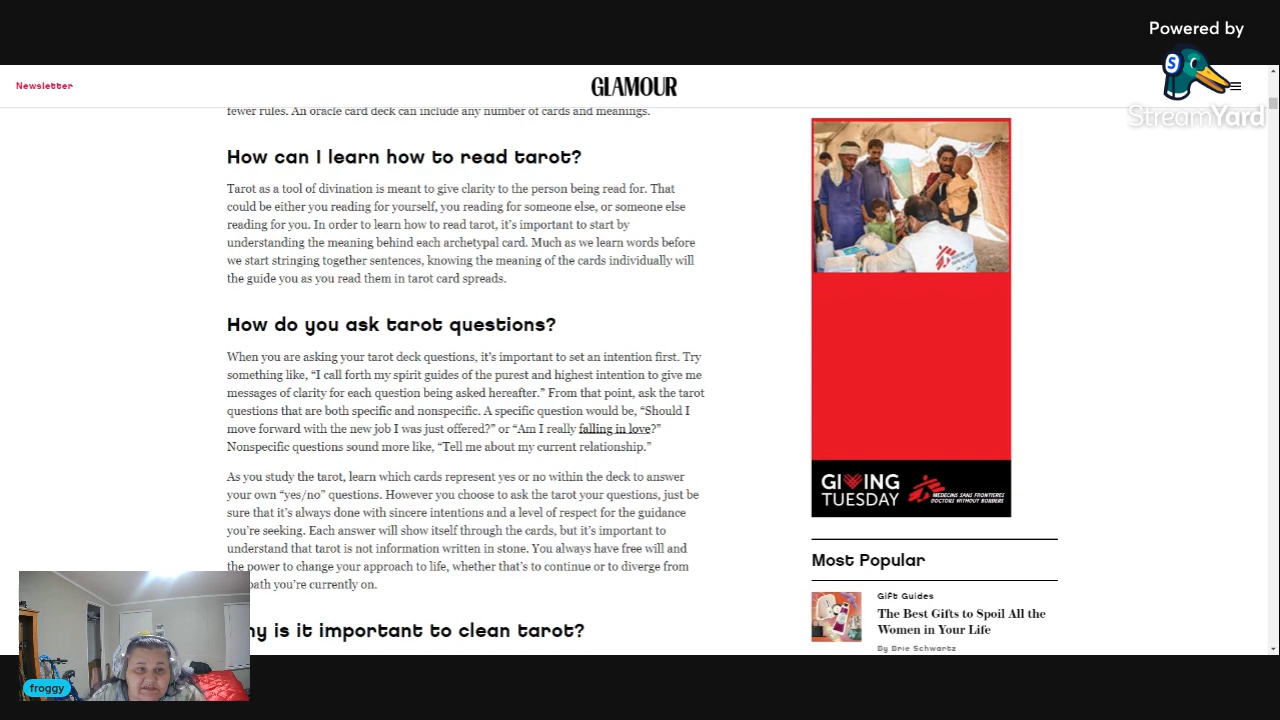 Powered by
StreamYard
Newsletter
GLAMOUR
fewer rules. An oracle card deck can include any number of cards and meanings.
How can I learn how to read tarot?
Tarot as a tool of divination is meant to give clarity to the person being read for. That
could be either you reading for yourself, you reading for someone else, or someone else
reading for you. In order to learn how to read tarot, it's important to start by
understanding the meaning behind each archetypal card. Much as we learn words before
we start stringing together sentences, knowing the meaning of the cards individually will
the guide you as you read them in tarot card spreads.
How do you ask tarot questions?
When you are asking your tarot deck questions, it's important to set an intention first. Try
something like, “I call forth my spirit guides of the purest and highest intention to give me
messages of clarity for each question being asked hereafter.” From that point, ask the tarot
questions that are both specific and nonspecific. A specific question would be, “Should I
move forward with the new job I was just offered?” or “Am I really falling in love?”
Nonspecific questions sound more like, “Tell me about my current relationship.”
As you study the tarot, learn which cards represent yes or no within the deck to answer
your own “yes/no” questions. However you choose to ask the tarot your questions, just be
sure that it's always done with sincere intentions and a level of respect for the guidance
you're seeking. Each answer will show itself through the cards, but it's important to
understand that tarot is not information written in stone. You always have free will and
the power to change your approach to life, whether that's to continue or to diverge from
path you're currently on.
is it important to clean tarot?
GIVING
TUESDAY
MEDECINS SANS FRONTIERES
DOCTORS WITHOUT BORDERS
Most Popular
Gift Guides
The Best Gifts to Spoil All the
Women in Your Life
By Brie Schwartz
froggy